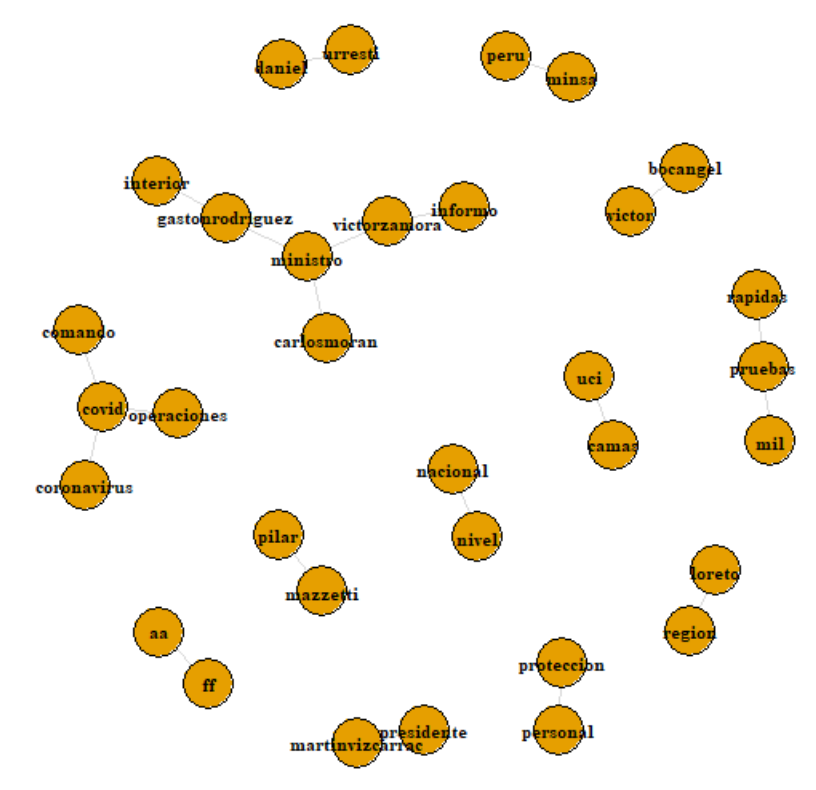 urresti
daniel
peru
minsa
bocangel
victor
interior
gastonrodriguez
victorzamora
informo
ministro
carlosmoran
rapidas
pruebas
mil
comando
covid
operaciones
coronavirus
uci
camas
nacional
nivel
pilar
mazzetti
loreto
region
aa
ff
proteccion
personal
presidente
martinvizcarrac